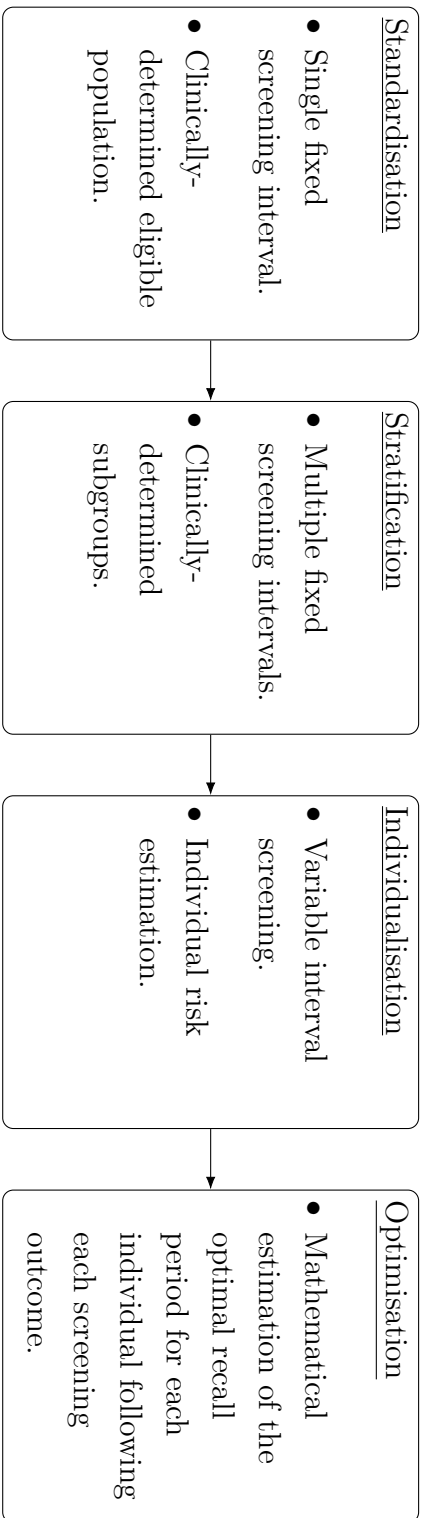 Standardisation
• Single fixed
screening interval.
• Clinically-
determined eligible
population.
Stratification
• Multiple fixed
screening intervals.
• Clinically-
determined
subgroups.
Individualisation
• Variable interval
screening.
• Individual risk
estimation.
Optimisation
• Mathematical
estimation of the
optimal recall
period for each
individual following
each screening
outcome.